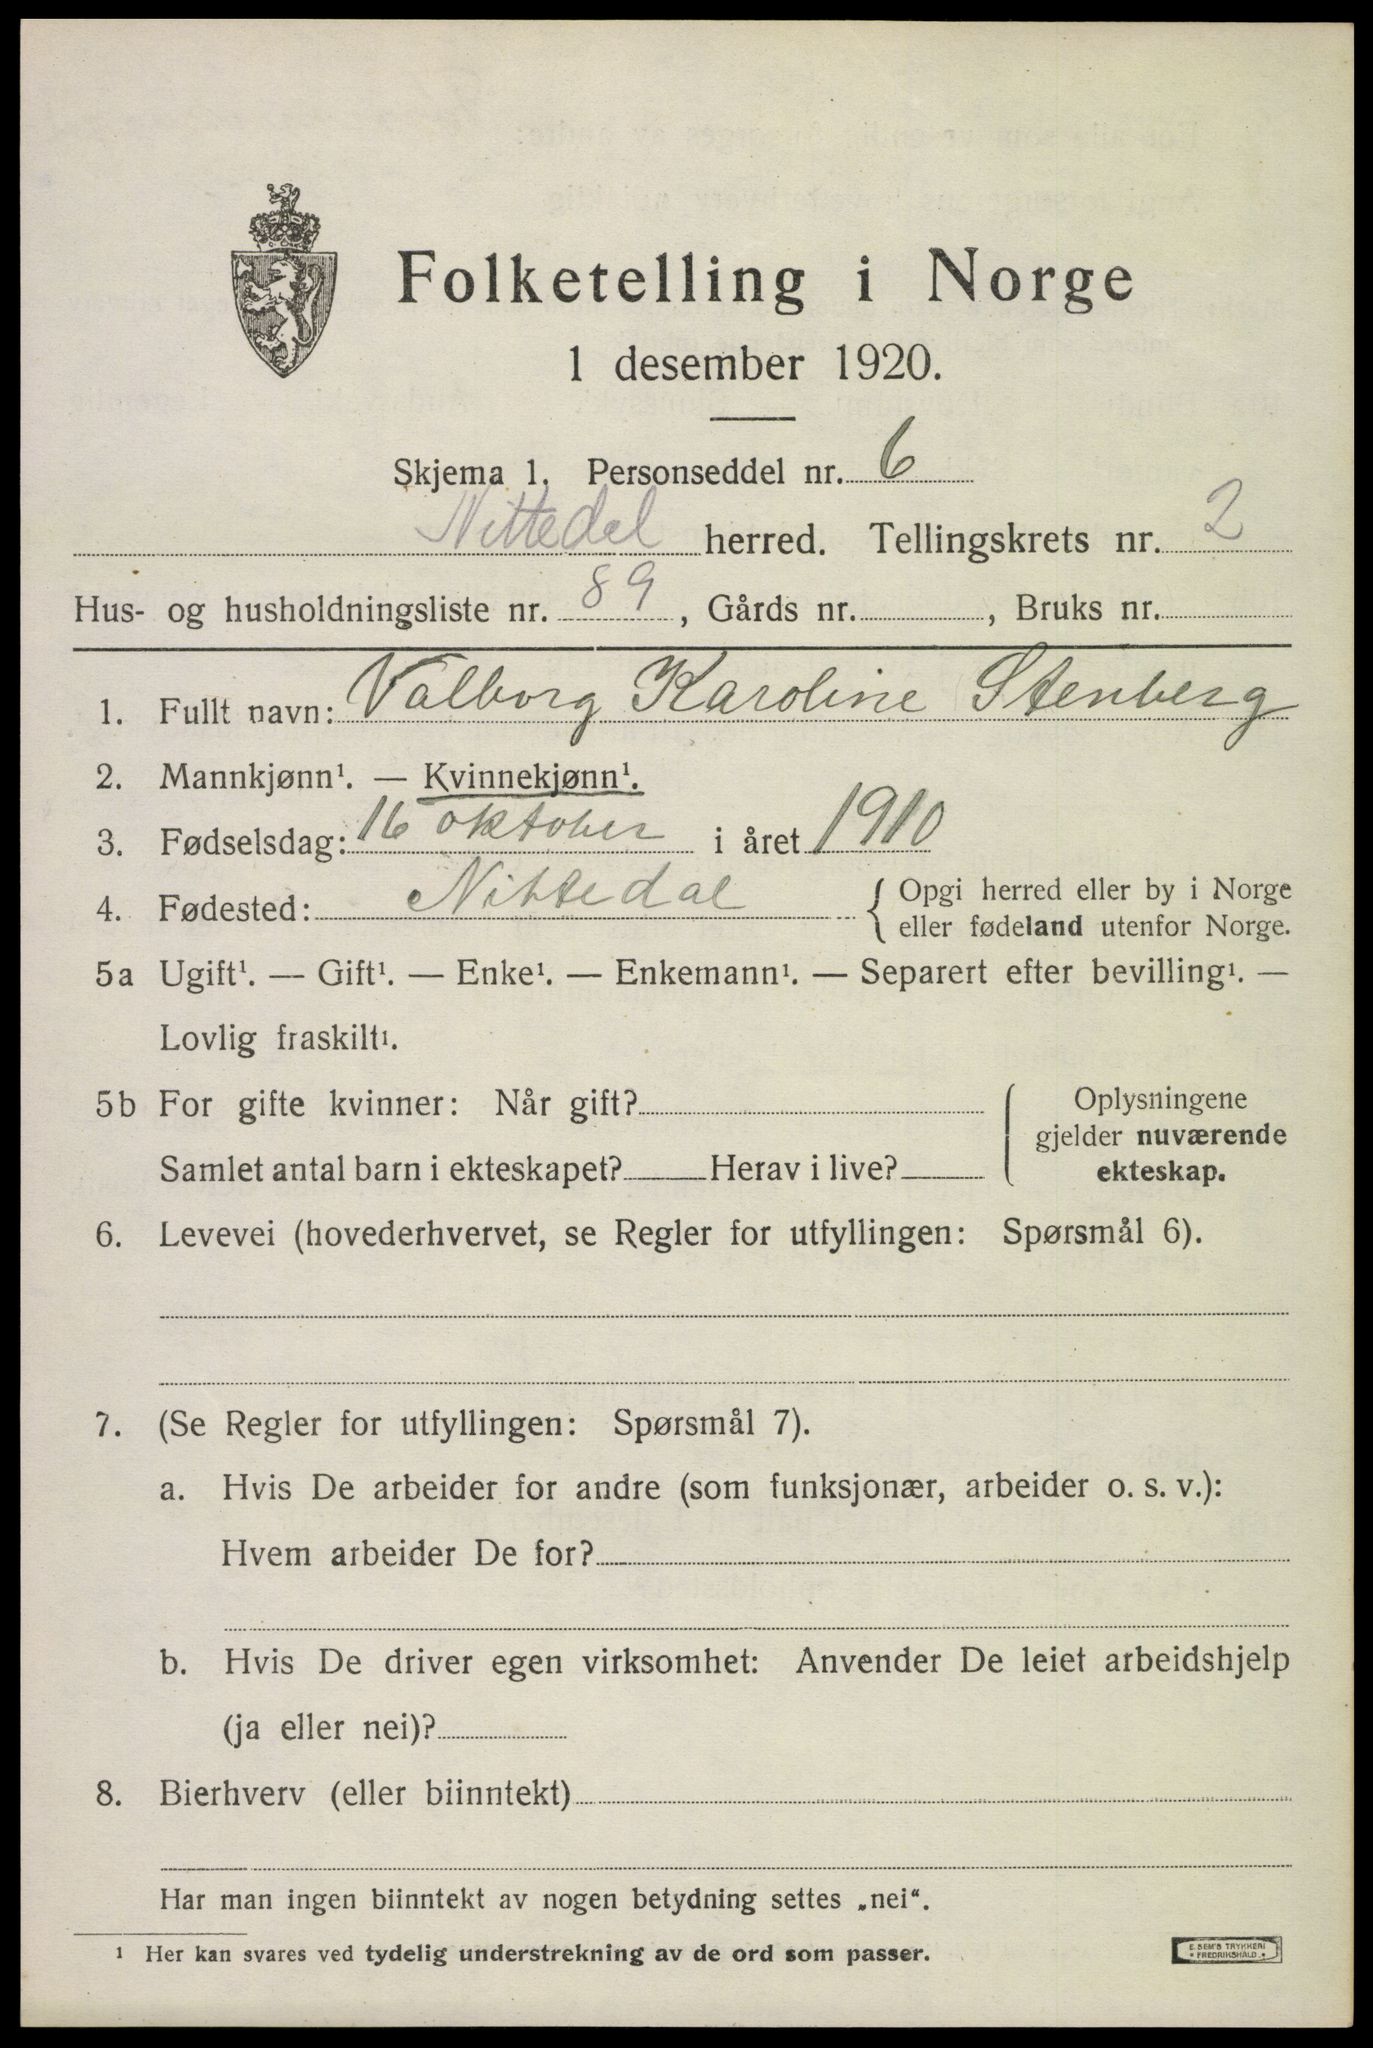 Folketelling i Norge
1 desember 1920.
Skjema 1. Personseddel nr. 6
Nittedal herred. Tellingskrets nr. 2
Hus- og husholdningsliste nr. 89, Gårds nr. , Bruks nr.
1. Fullt navn: Valborg Karoline Stenberg
2. Mannkjønn¹. — Kvinnekjønn¹.
3. Fødselsdag: 16 oktober i året 1910
4. Fødested: Nittedal { Opgi herred eller by i Norge
eller fødeland utenfor Norge.
5a Ugift¹. — Gift¹. — Enke¹. — Enkemann¹. — Separert efter bevilling¹. —
Lovlig fraskilt¹.
5b For gifte kvinner: Når gift?
Samlet antal barn i ekteskapet? Herav i live?
Oplysningene
gjelder nuværende
ekteskap.
6. Levevei (hovederhvervet, se Regler for utfyllingen: Spørsmål 6).
7. (Se Regler for utfyllingen: Spørsmål 7).
a. Hvis De arbeider for andre (som funksjonær, arbeider o. s. v.):
Hvem arbeider De for?
b. Hvis De driver egen virksomhet: Anvender De leiet arbeidshjelp
(ja eller nei)?
8. Bierhverv (eller biinntekt)
Har man ingen biinntekt av nogen betydning settes „nei“.
¹ Her kan svares ved tydelig understrekning av de ord som passer.
E. SEM'S TRYKKERI
• FREDRIKSHALD •